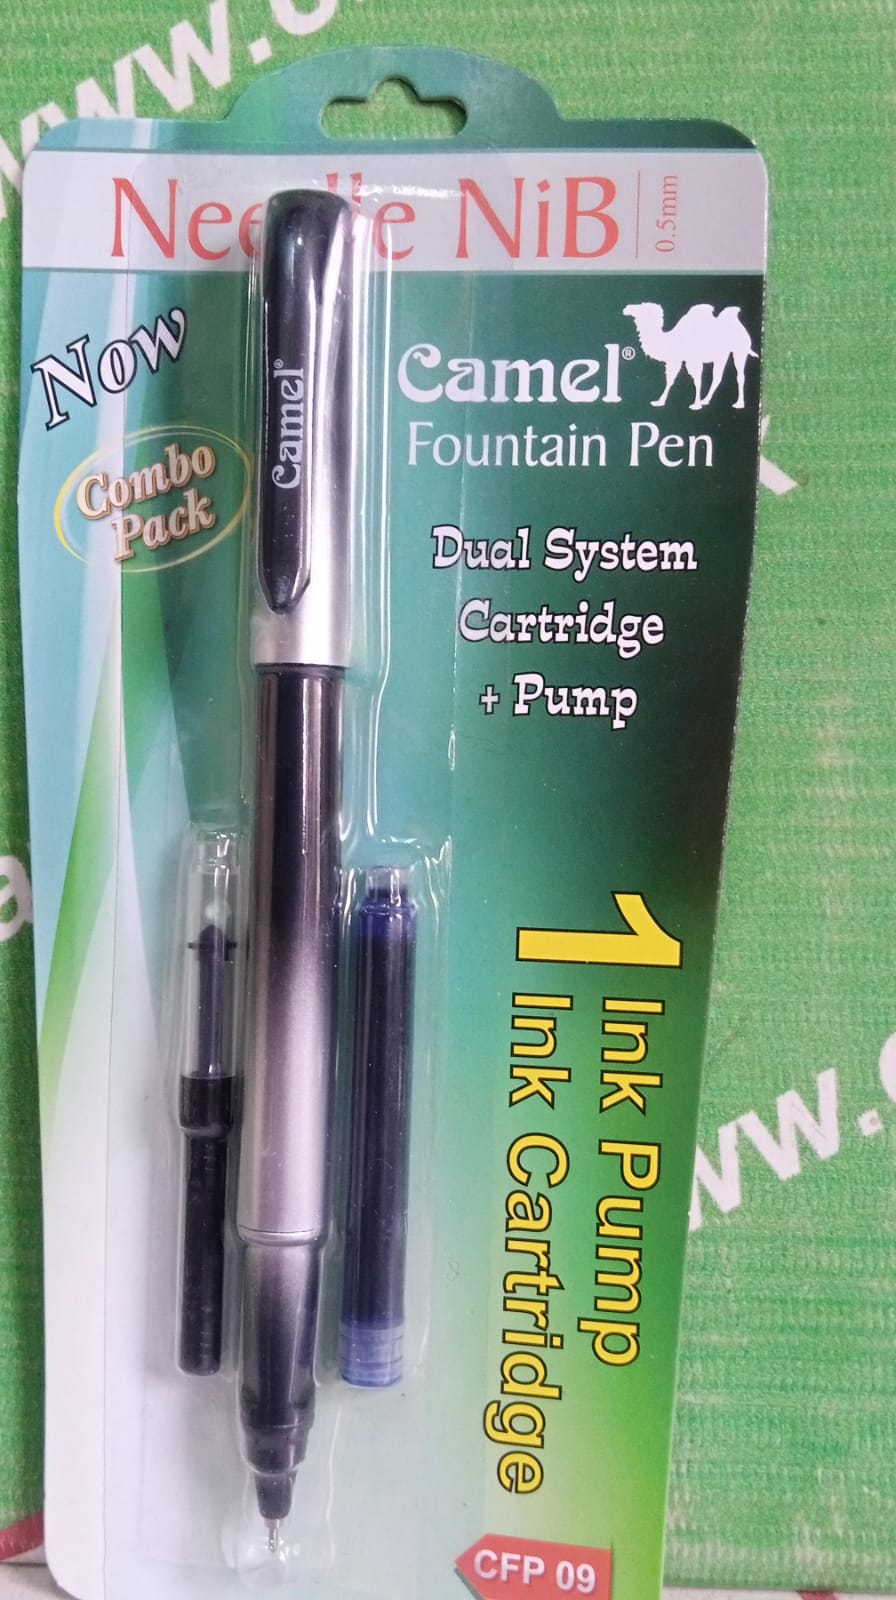 Needle NiB
0.5mm
Now
Combo
Pack
Camel®
Camel®
Fountain Pen
Dual System
Cartridge
+ Pump
1 Ink Pump
1 Ink Cartridge
CFP 09